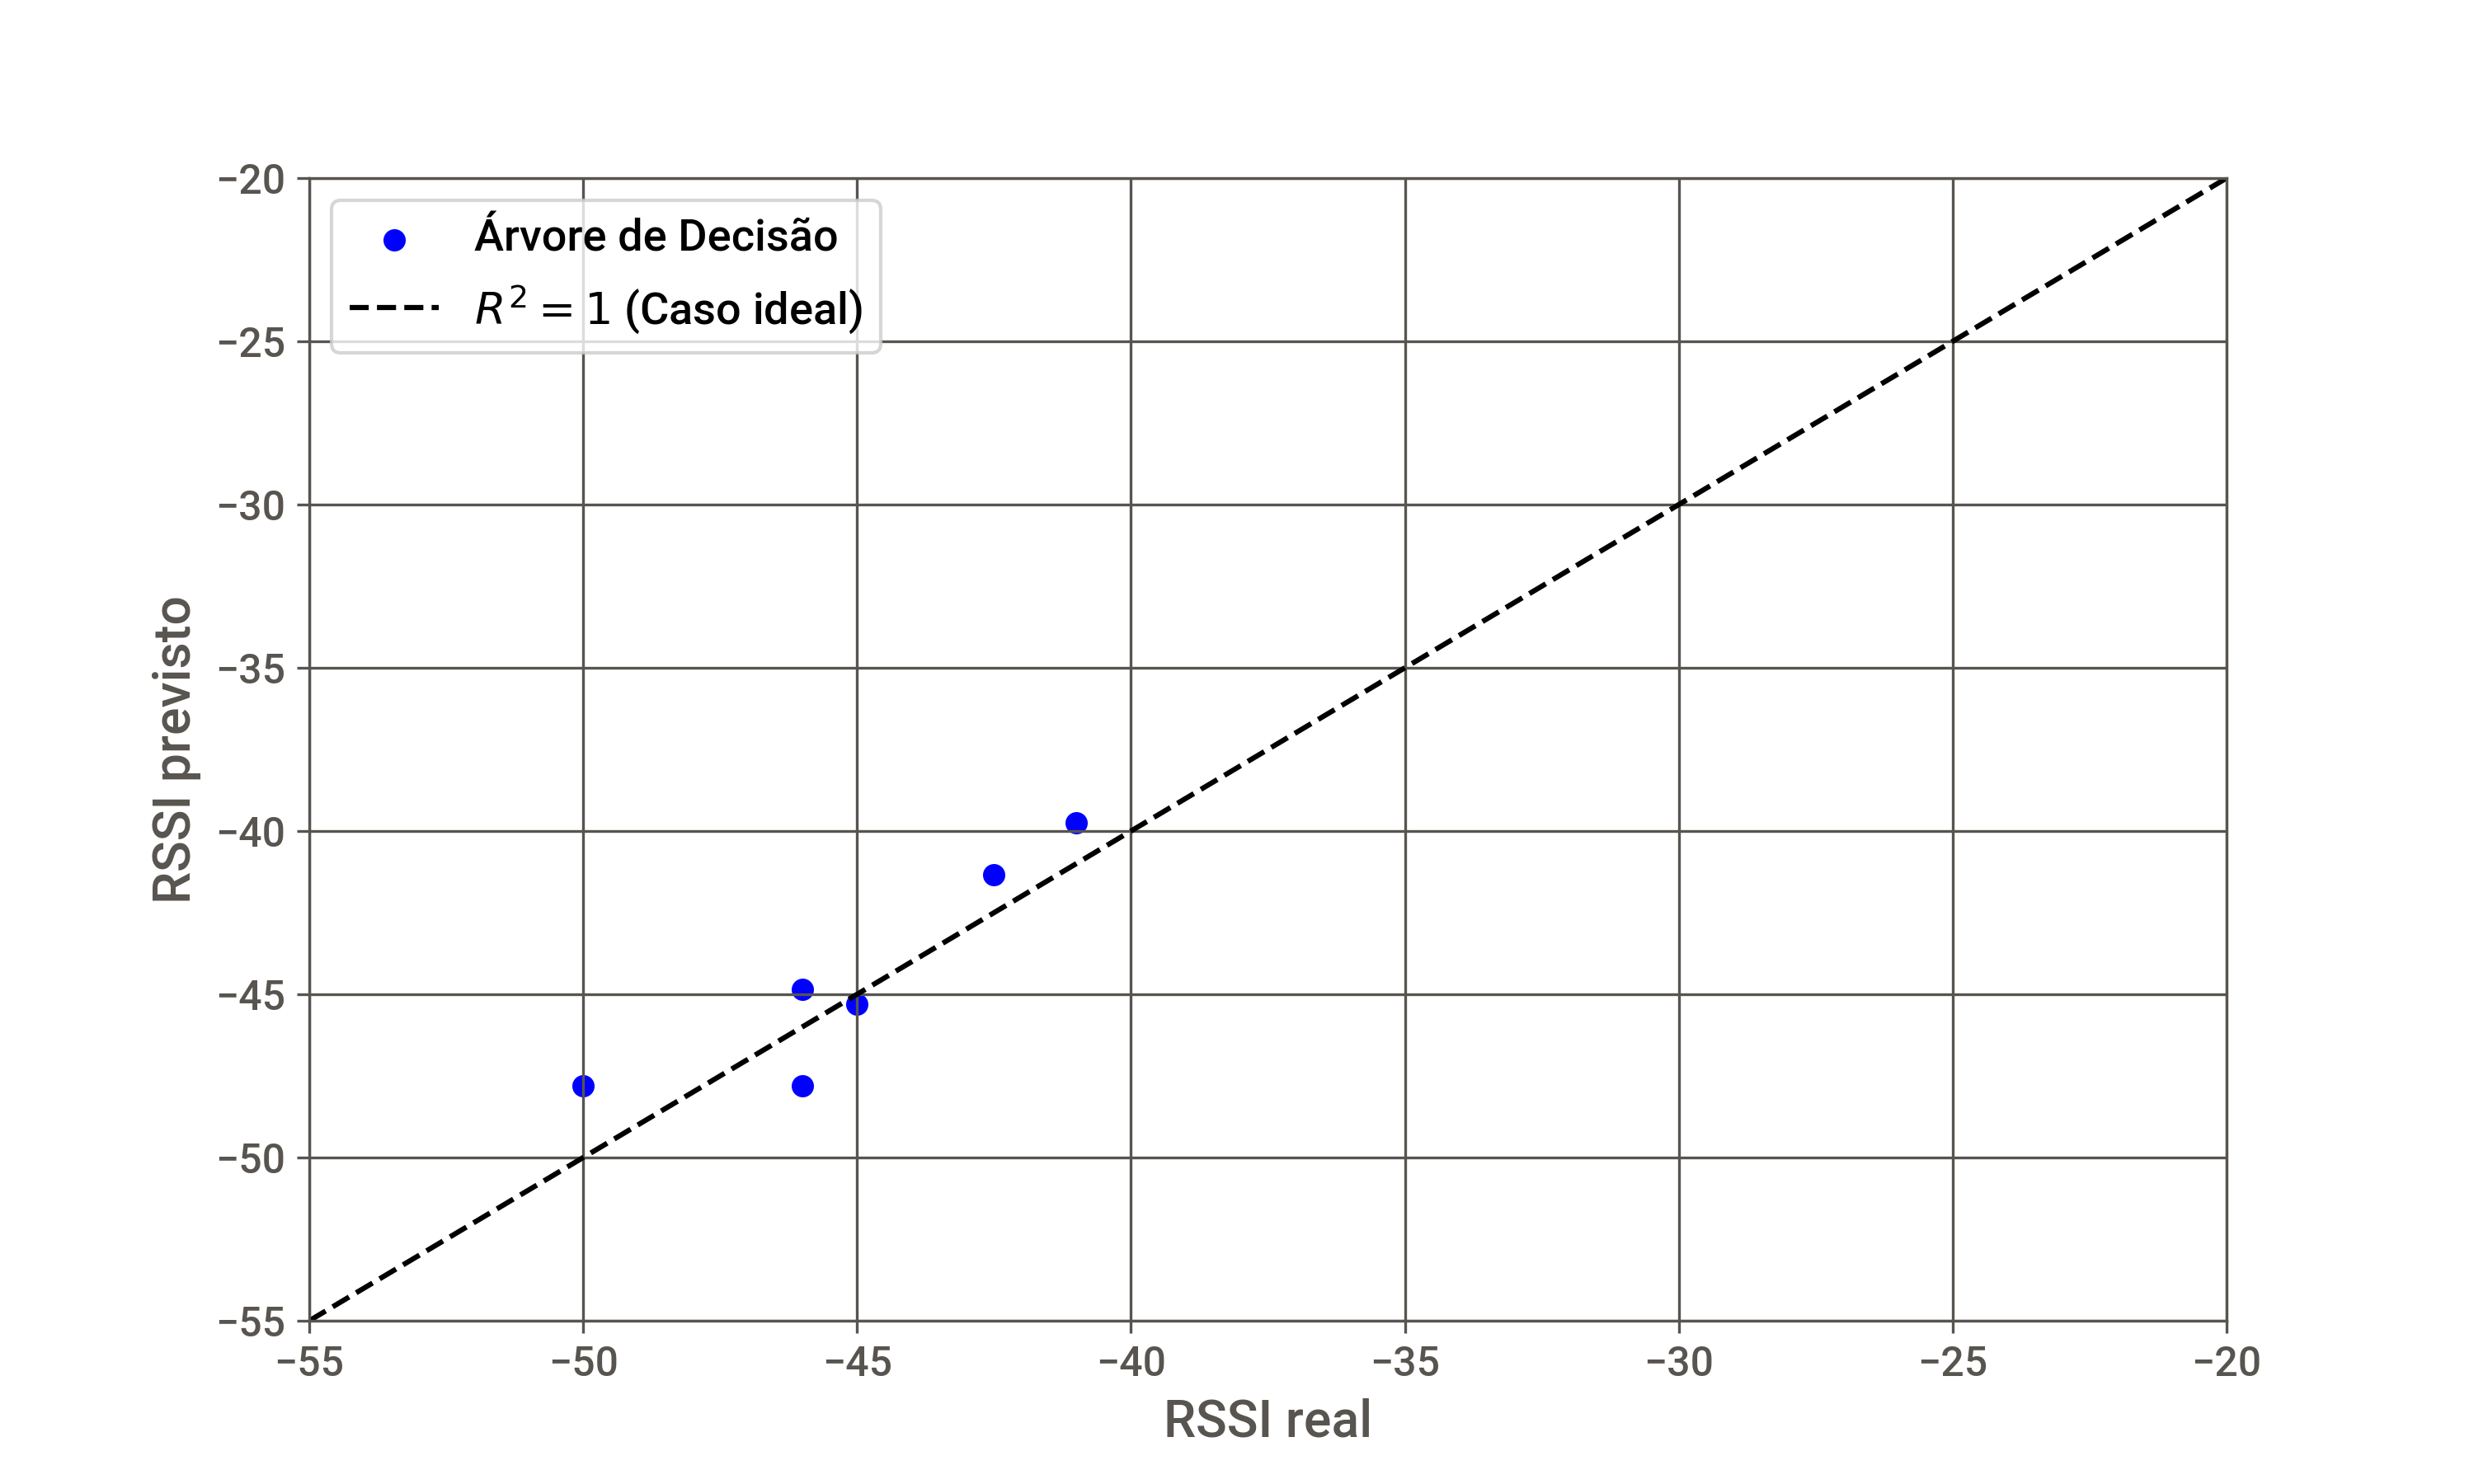 Árvore de Decisão
R² = 1 (Caso ideal)
RSSI previsto
−20
−25
−30
−35
−40
−45
−50
−55
−55 −50 −45 −40 −35 −30 −25 −20
RSSI real